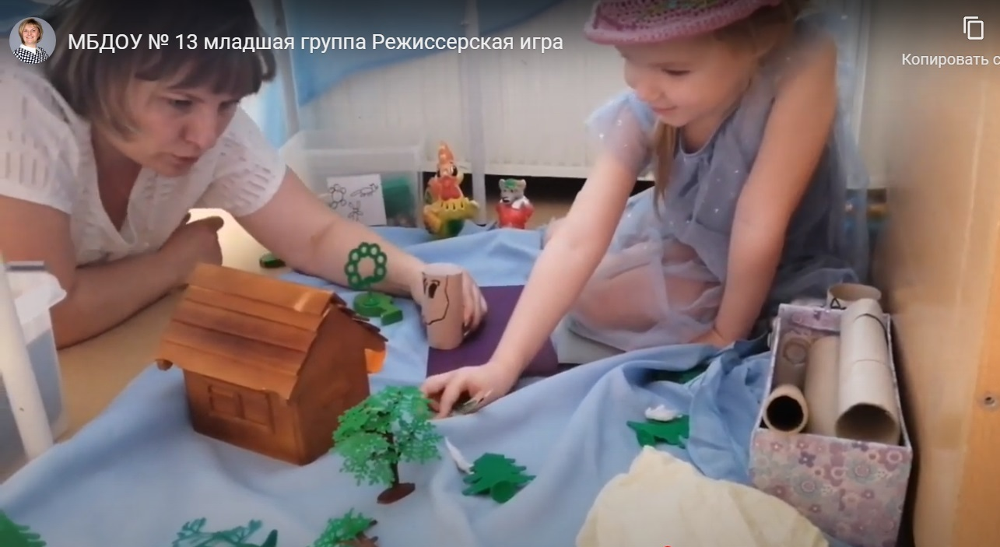 МБДОУ № 13 младшая группа Режиссерская игра
Копировать с